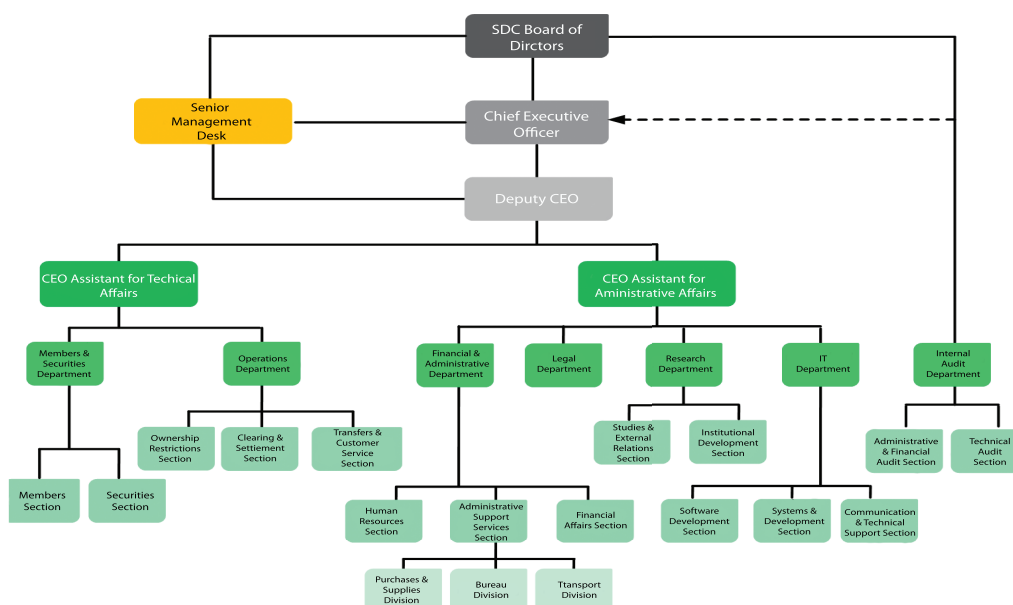 SDC Board of
Dirctors
Senior
Management
Desk
Chief Executive
Officer
Deputy CEO
CEO Assistant for Techical
Affairs
CEO Assistant for
Aministrative Affairs
Members &
Securities
Department
Operations
Department
Financial &
Administrative
Department
Legal
Department
Research
Department
IT
Department
Internal
Audit
Department
Ownership
Restrictions
Section
Clearing &
Settlement
Section
Transfers &
Customer
Service
Section
Studies &
External
Relations
Section
Institutional
Development
Section
Administrative
& Financial
Audit Section
Technical
Audit
Section
Members
Section
Securities
Section
Human
Resources
Section
Administrative
Support
Services
Section
Financial
Affairs Section
Software
Development
Section
Systems &
Development
Section
Communication
& Technical
Support Section
Purchases &
Supplies
Division
Bureau
Division
Ttansport
Division